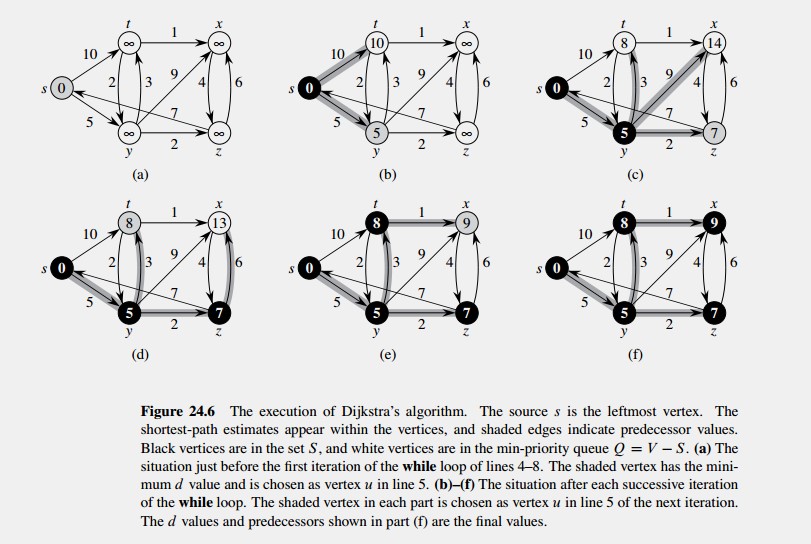 t 1 x
10 ∞ ∞
s 0 2 3 9 4 6
5 7
∞ ∞
y 2 z
(a)
t 1 x
10 10 ∞
s 0 2 3 9 4 6
5 7
5 ∞
y 2 z
(b)
t 1 x
10 8 14
s 0 2 3 9 4 6
5 7
5 7
y 2 z
(c)
t 1 x
10 8 13
s 0 2 3 9 4 6
5 7
5 7
y 2 z
(d)
t 1 x
10 8 9
s 0 2 3 9 4 6
5 7
5 7
y 2 z
(e)
t 1 x
10 8 9
s 0 2 3 9 4 6
5 7
5 7
y 2 z
(f)
Figure 24.6 The execution of Dijkstra's algorithm. The source s is the leftmost vertex. The
shortest-path estimates appear within the vertices, and shaded edges indicate predecessor values.
Black vertices are in the set S, and white vertices are in the min-priority queue Q = V − S. (a) The
situation just before the first iteration of the while loop of lines 4–8. The shaded vertex has the mini-
mum d value and is chosen as vertex u in line 5. (b)–(f) The situation after each successive iteration
of the while loop. The shaded vertex in each part is chosen as vertex u in line 5 of the next iteration.
The d values and predecessors shown in part (f) are the final values.